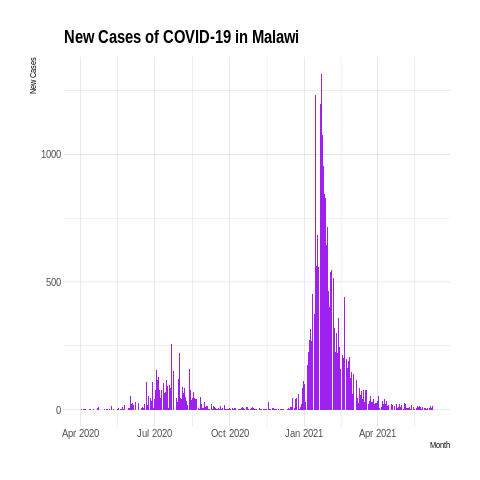 New Cases of COVID-19 in Malawi
New Cases
1000
500
0
Apr 2020 Jul 2020 Oct 2020 Jan 2021 Apr 2021
Month